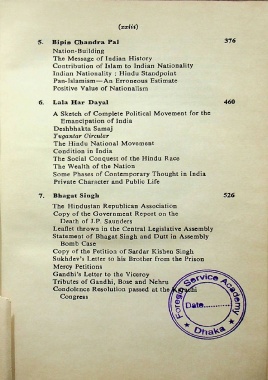 (xxiii)
5. Bipin Chandra Pal 376
Nation-Building
The Message of Indian History
Contribution of Islam to Indian Nationality
Indian Nationality : Hindu Standpoint
Pan-Islamism—An Erroneous Estimate
Positive Value of Nationalism
6. Lala Har Dayal 460
A Sketch of Complete Political Movement for the
Emancipation of India
Deshbhakta Samaj
Yugantar Circular
The Hindu National Movement
Condition in India
The Social Conquest of the Hindu Race
The Wealth of the Nation
Some Phases of Contemporary Thought in India
Private Character and Public Life
7. Bhagat Singh 526
The Hindustan Republican Association
Copy of the Government Report on the
Death of J.P. Saunders
Leaflet thrown in the Central Legislative Assembly
Statement of Bhagat Singh and Dutt in Assembly
Bomb Case
Copy of the Petition of Sardar Kishen Singh
Sukhdev's Letter to his Brother from the Prison
Mercy Petitions
Gandhi's Letter to the Viceroy
Tributes of Gandhi, Bose and Nehru
Condolence Resolution passed at the Karachi
Congress
Foreign Service Academy
Date...........
Dhaka